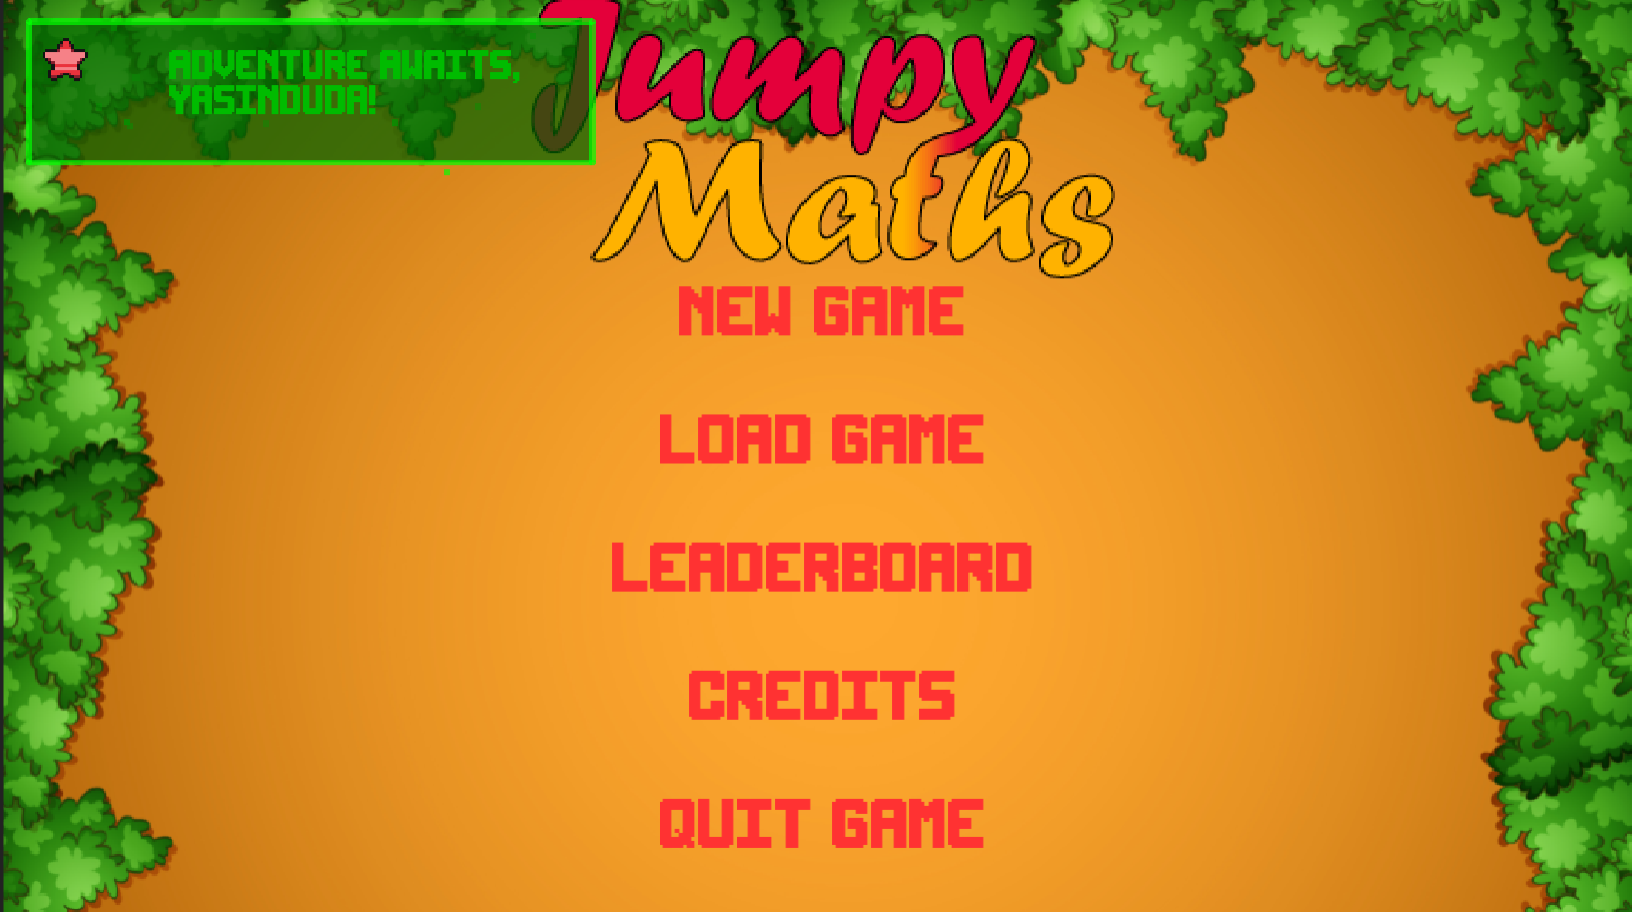 ADVENTURE AWAITS,
YASINDUDA!
Jumpy
Maths
NEW GAME
LOAD GAME
LEADERBOARD
CREDITS
QUIT GAME